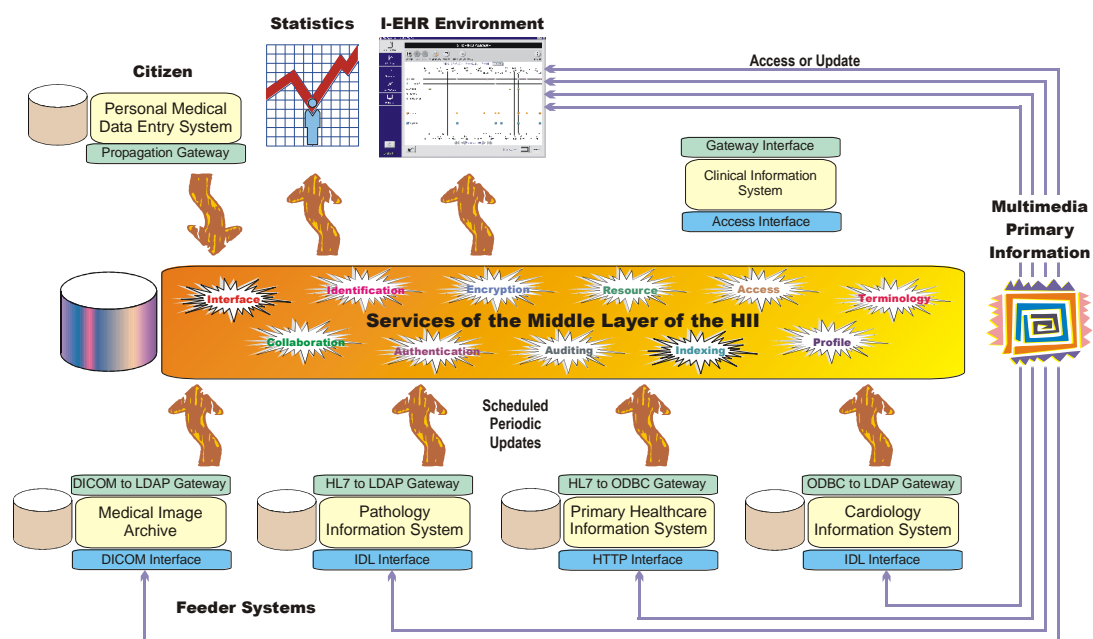 Statistics
I-EHR Environment
Citizen
Access or Update
Personal Medical
Data Entry System
Propagation Gateway
Gateway Interface
Clinical Information
System
Access Interface
Multimedia
Primary
Information
Interface
Identification
Encryption
Resource
Access
Terminology
Services of the Middle Layer of the HII
Collaboration
Authentication
Auditing
Indexing
Profile
Scheduled
Periodic
Updates
DICOM to LDAP Gateway
Medical Image
Archive
DICOM Interface
HL7 to LDAP Gateway
Pathology
Information System
IDL Interface
HL7 to ODBC Gateway
Primary Healthcare
Information System
HTTP Interface
ODBC to LDAP Gateway
Cardiology
Information System
IDL Interface
Feeder Systems